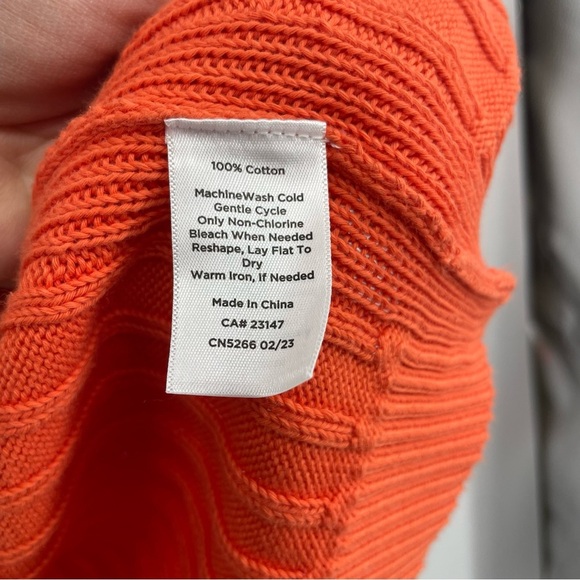 100% Cotton
MachineWash Cold
Gentle Cycle
Only Non-Chlorine
Bleach When Needed
Reshape, Lay Flat To
Dry
Warm Iron, If Needed
Made In China
CA# 23147
CN5266 02/23